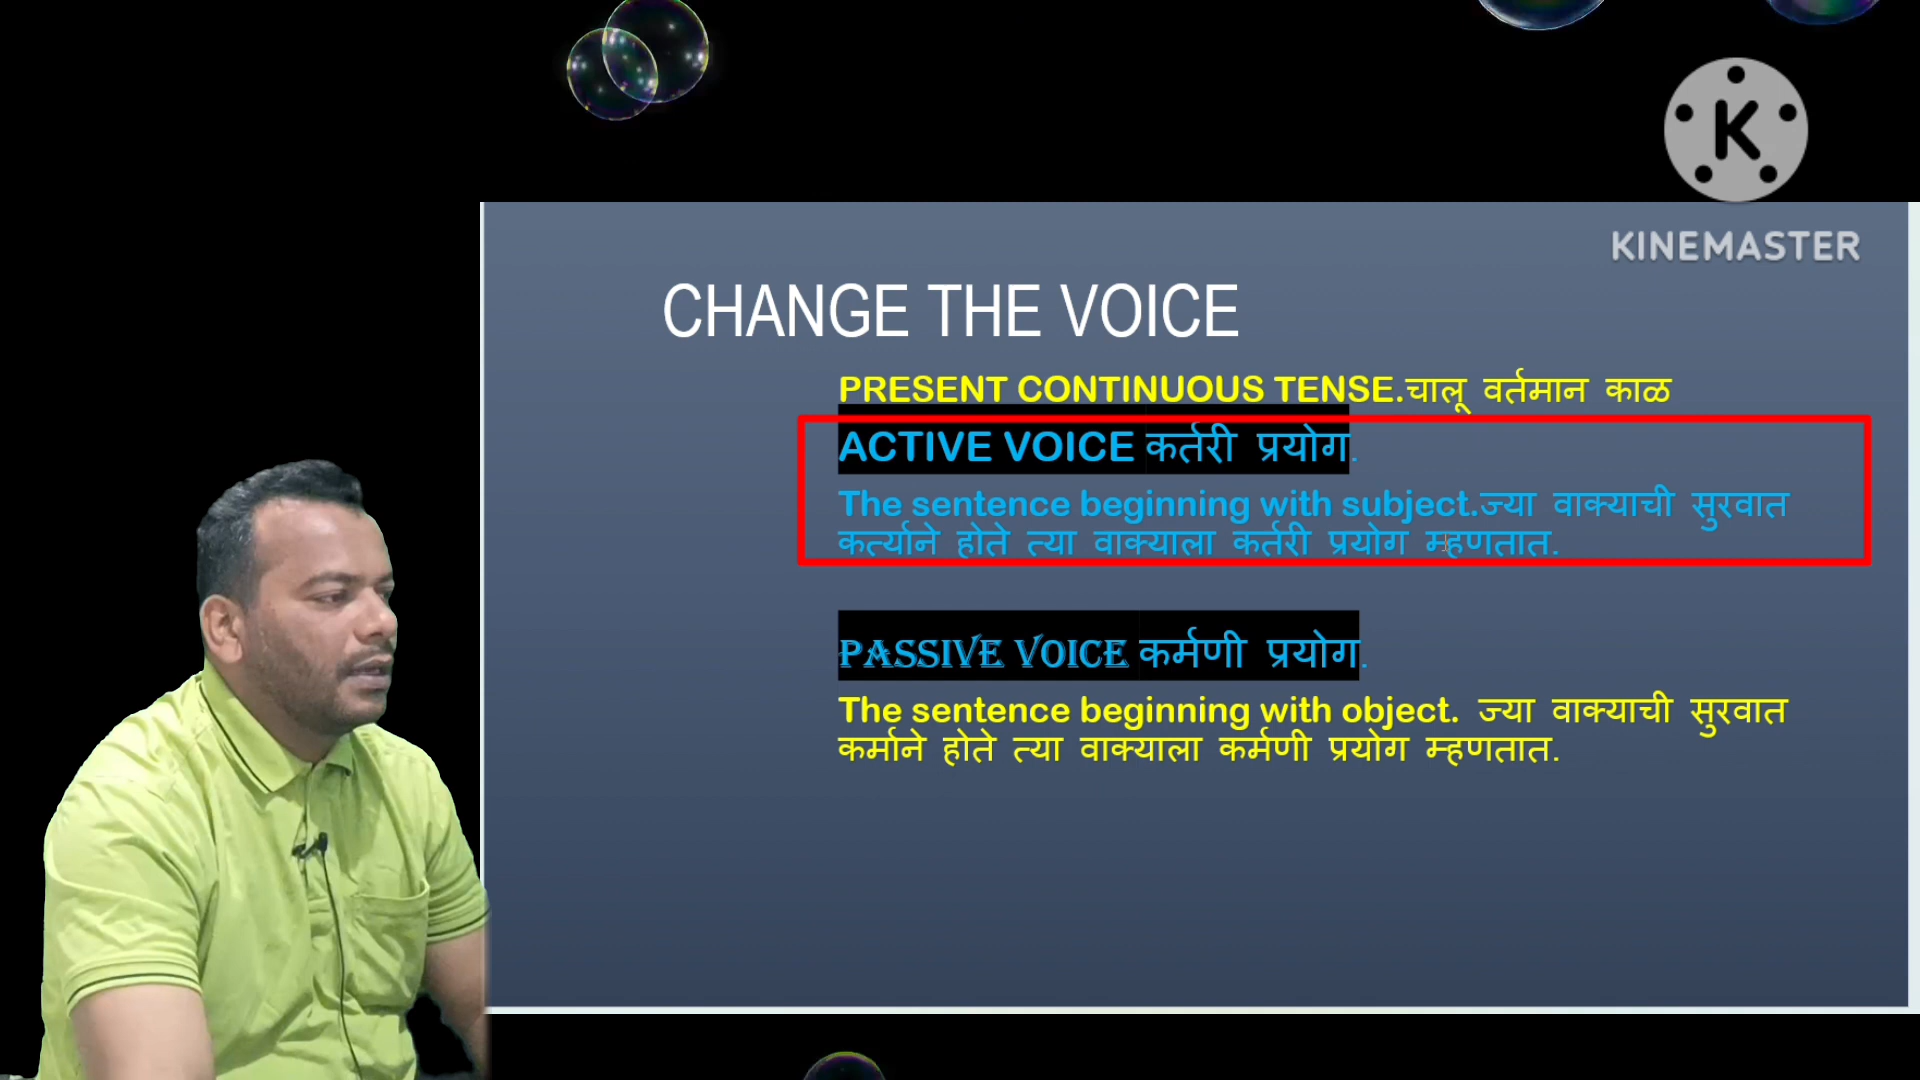 K
KINEMASTER
CHANGE THE VOICE
PRESENT CONTINUOUS TENSE.चालू वर्तमान काळ
ACTIVE VOICE कर्तरी प्रयोग.
The sentence beginning with subject.ज्या वाक्याची सुरवात
कर्त्याने होते त्या वाक्याला कर्तरी प्रयोग म्हणतात.
PASSIVE VOICE कर्मणी प्रयोग.
The sentence beginning with object. ज्या वाक्याची सुरवात
कर्माने होते त्या वाक्याला कर्मणी प्रयोग म्हणतात.